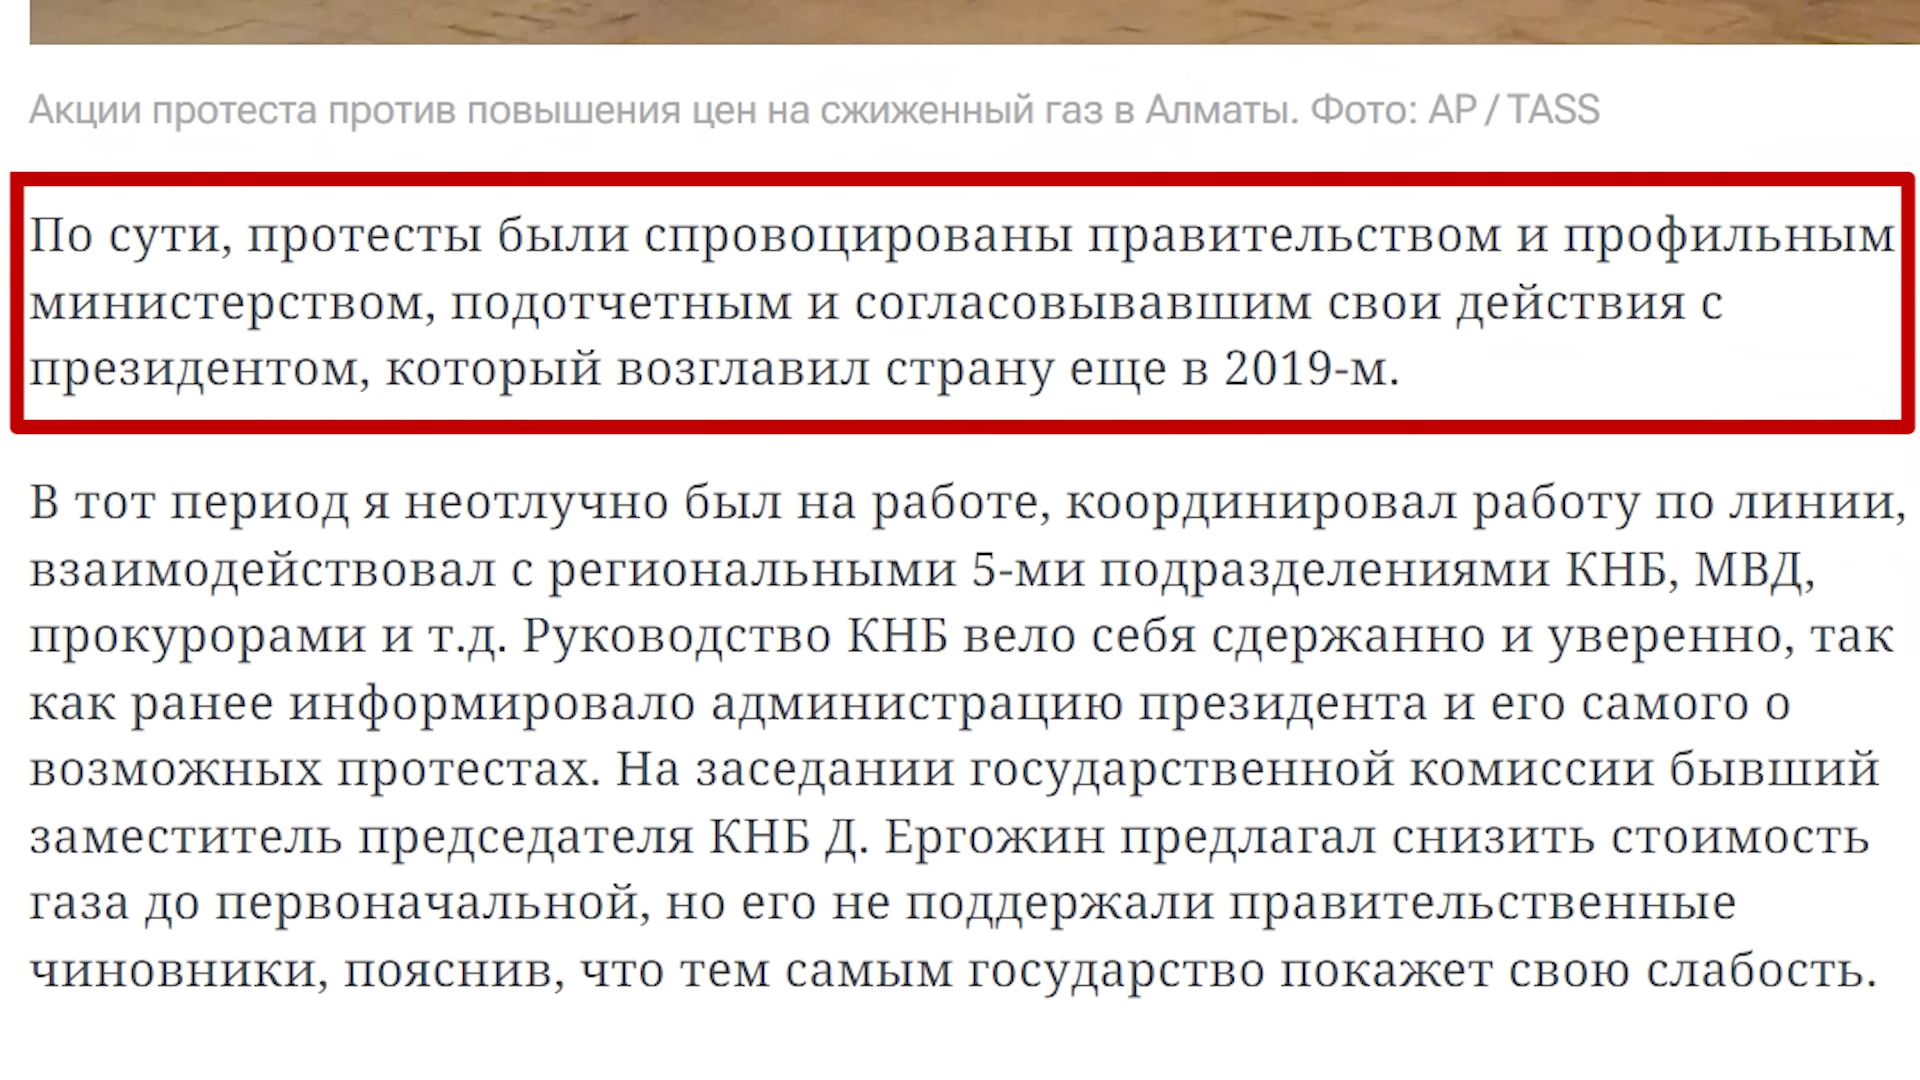 Акции протеста против повышения цен на сжиженный газ в Алматы. Фото: AP / TASS
По сути, протесты были спровоцированы правительством и профильным
министерством, подотчетным и согласовывавшим свои действия с
президентом, который возглавил страну еще в 2019-м.
В тот период я неотлучно был на работе, координировал работу по линии,
взаимодействовал с региональными 5-ми подразделениями КНБ, МВД,
прокурорами и т.д. Руководство КНБ вело себя сдержанно и уверенно, так
как ранее информировало администрацию президента и его самого о
возможных протестах. На заседании государственной комиссии бывший
заместитель председателя КНБ Д. Ергожин предлагал снизить стоимость
газа до первоначальной, но его не поддержали правительственные
чиновники, пояснив, что тем самым государство покажет свою слабость.